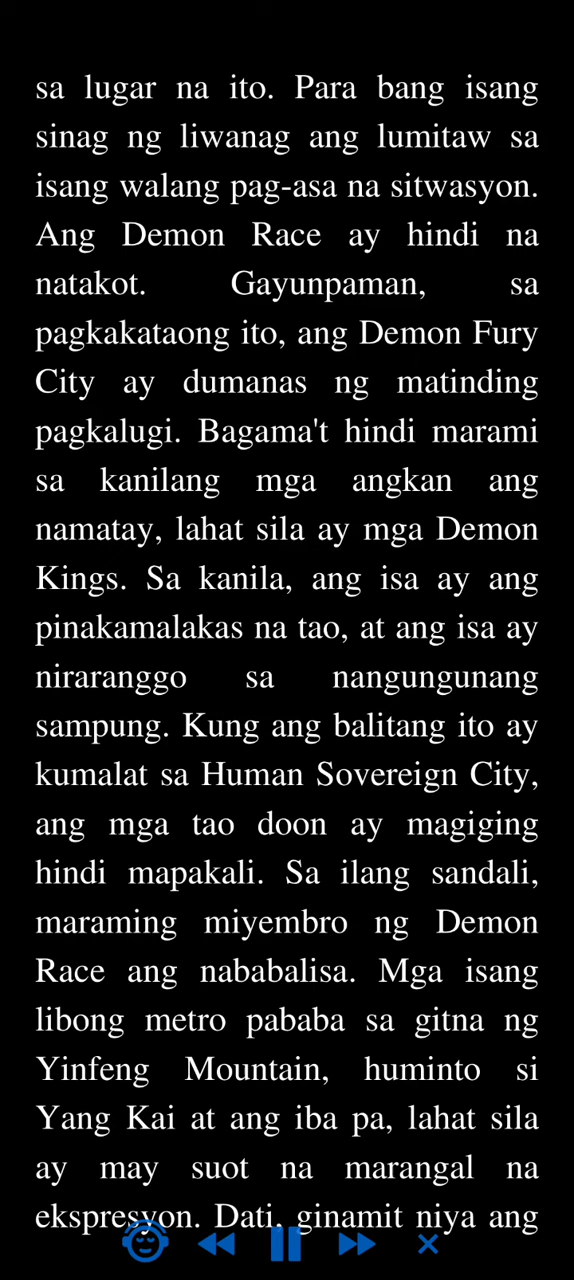 sa lugar na ito. Para bang isang
sinag ng liwanag ang lumitaw sa
isang walang pag-asa na sitwasyon.
Ang Demon Race ay hindi na
natakot. Gayunpaman, sa
pagkakataong ito, ang Demon Fury
City ay dumanas ng matinding
pagkalugi. Bagama't hindi marami
sa kanilang mga angkan ang
namatay, lahat sila ay mga Demon
Kings. Sa kanila, ang isa ay ang
pinakamalakas na tao, at ang isa ay
niraranggo sa nangungunang
sampung. Kung ang balitang ito ay
kumalat sa Human Sovereign City,
ang mga tao doon ay magiging
hindi mapakali. Sa ilang sandali,
maraming miyembro ng Demon
Race ang nababalisa. Mga isang
libong metro pababa sa gitna ng
Yinfeng Mountain, huminto si
Yang Kai at ang iba pa, lahat sila
ay may suot na marangal na
ekspresyon. Dati, ginamit niya ang